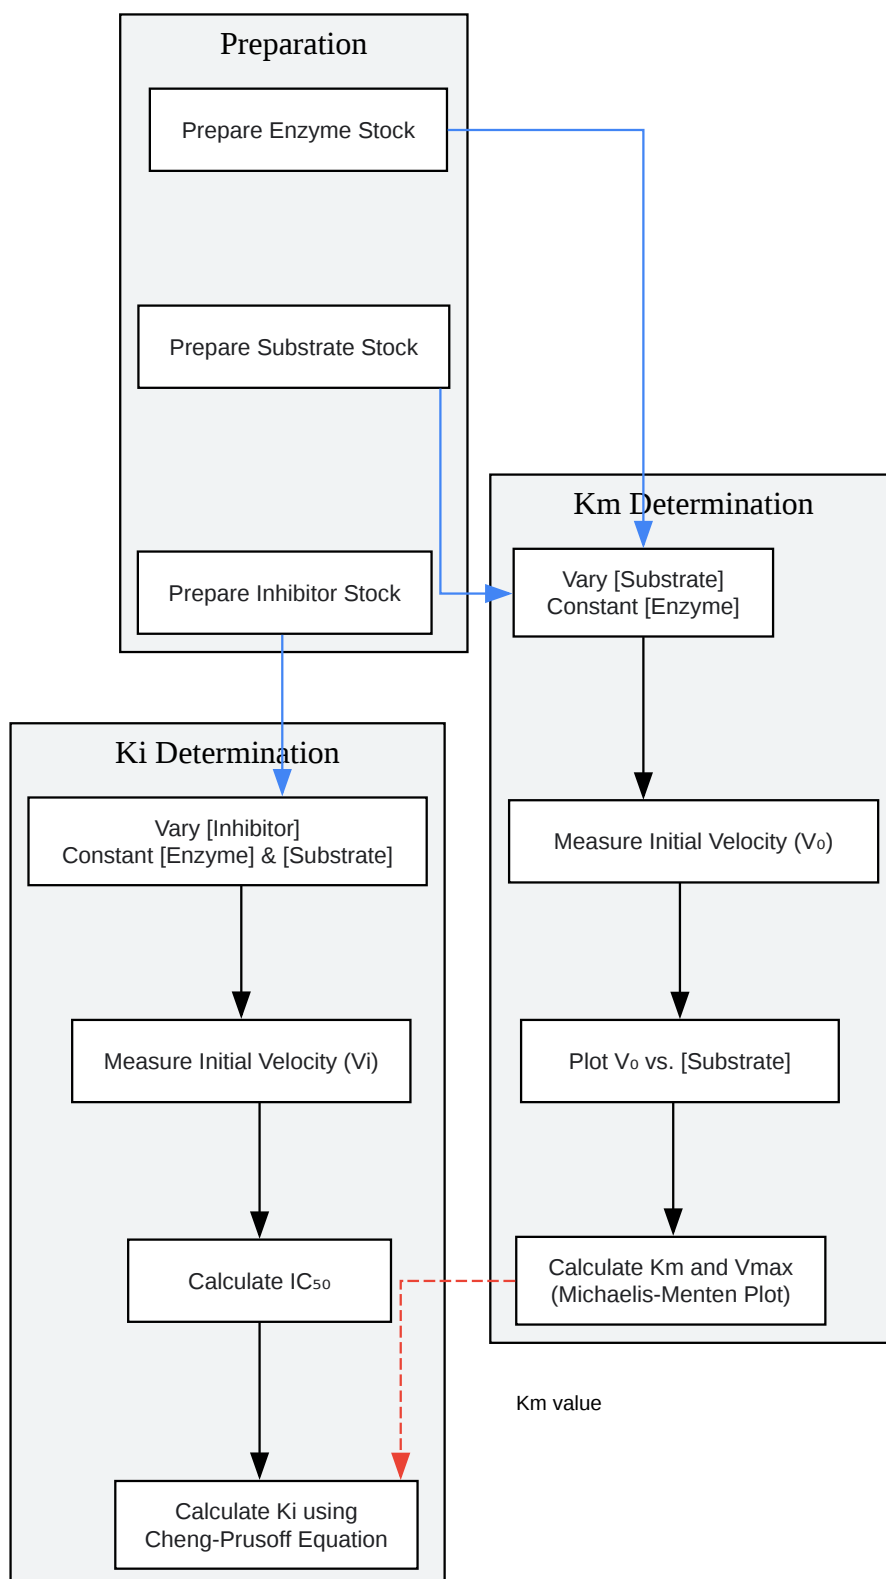 Preparation
Prepare Enzyme Stock
Prepare Substrate Stock
Prepare Inhibitor Stock
Km Determination
Vary [Substrate]
Constant [Enzyme]
Measure Initial Velocity (V₀)
Plot V₀ vs. [Substrate]
Calculate Km and Vmax
(Michaelis-Menten Plot)
Km value
Ki Determination
Vary [Inhibitor]
Constant [Enzyme] & [Substrate]
Measure Initial Velocity (Vi)
Calculate IC₅₀
Calculate Ki using
Cheng-Prusoff Equation